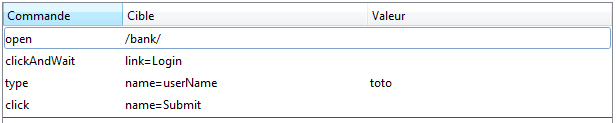 Commande Cible Valeur
open /bank/
clickAndWait link=Login
type name=userName toto
click name=Submit